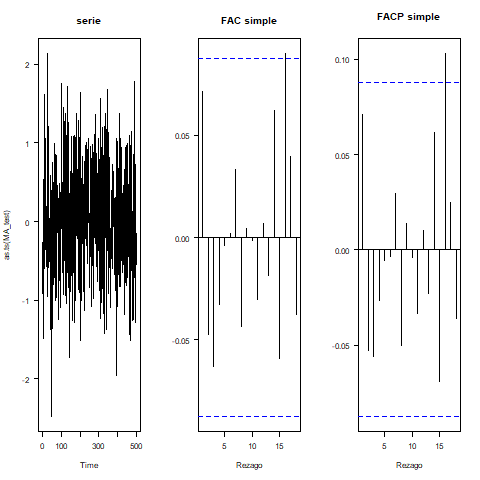 serie
FAC simple
FACP simple
as.ts(MA_test)
2
1
0
-1
-2
0 100 300 500
Time
0.05
0.00
-0.05
5 10 15
Rezago
0.10
0.05
0.00
-0.05
5 10 15
Rezago